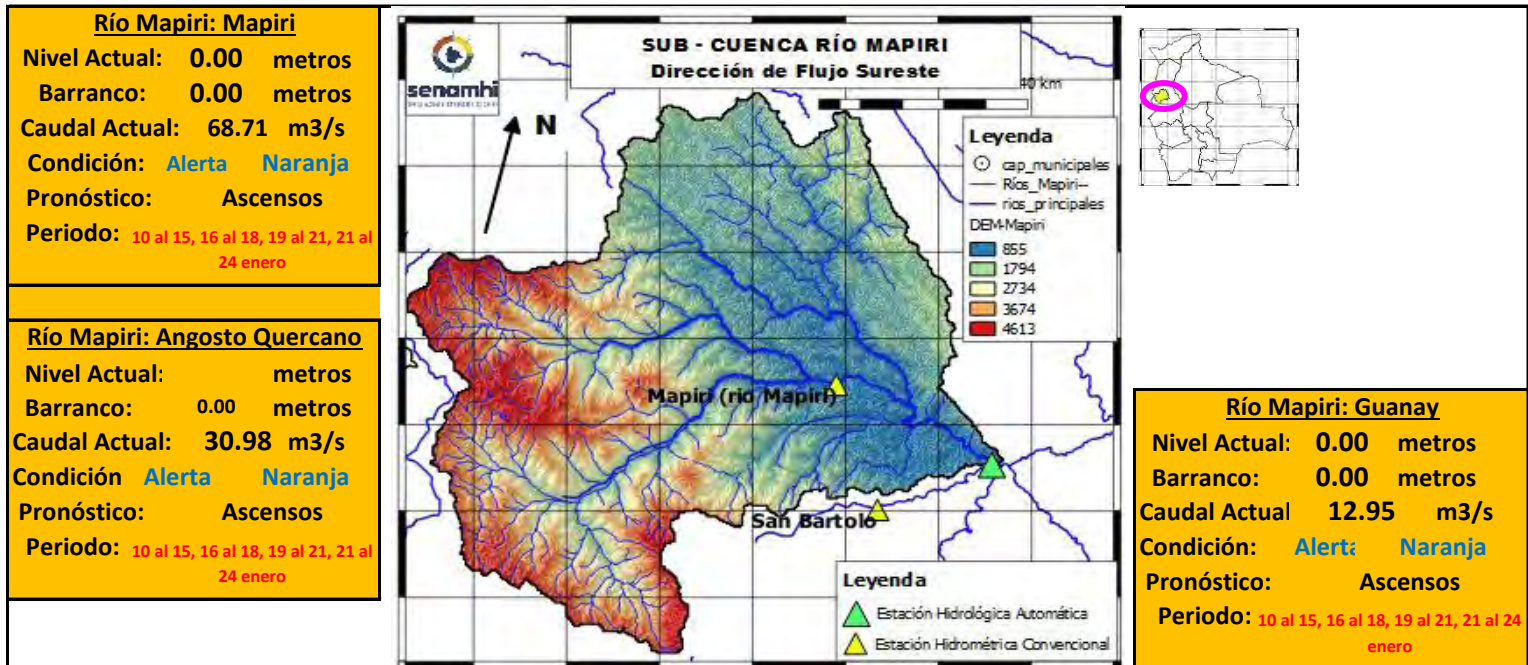 Río Mapiri: Mapiri
Nivel Actual: 0.00 metros
Barranco: 0.00 metros
Caudal Actual: 68.71 m3/s
Condición: Alerta Naranja
Pronóstico: Ascensos
Periodo: 10 al 15, 16 al 18, 19 al 21, 21 al
24 enero
Río Mapiri: Angosto Quercano
Nivel Actual: metros
Barranco: 0.00 metros
Caudal Actual: 30.98 m3/s
Condición Alerta Naranja
Pronóstico: Ascensos
Periodo: 10 al 15, 16 al 18, 19 al 21, 21 al
24 enero
senamhi
SUB - CUENCA RÍO MAPIRI
Dirección de Flujo Sureste
40 km
N
Leyenda
cap_municipales
Ríos_Mapiri--
rios_principales
DEM-Mapiri
855
1794
2734
3674
4613
Mapiri (rio Mapiri)
San Bartolo
Leyenda
Estación Hidrológica Automática
Estación Hidrométrica Convencional
Río Mapiri: Guanay
Nivel Actual: 0.00 metros
Barranco: 0.00 metros
Caudal Actual 12.95 m3/s
Condición: Alerta Naranja
Pronóstico: Ascensos
Periodo: 10 al 15, 16 al 18, 19 al 21, 21 al 24
enero